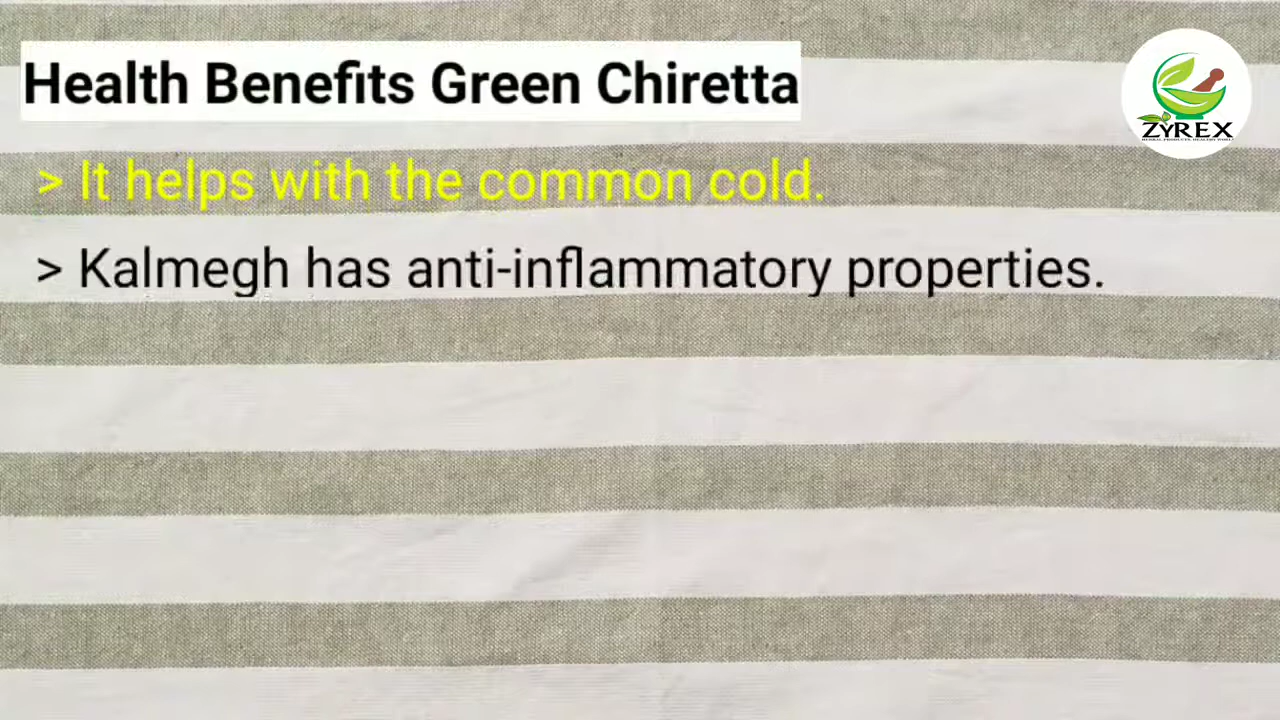 Health Benefits Green Chiretta
> It helps with the common cold.
> Kalmegh has anti-inflammatory properties.
ZYREX